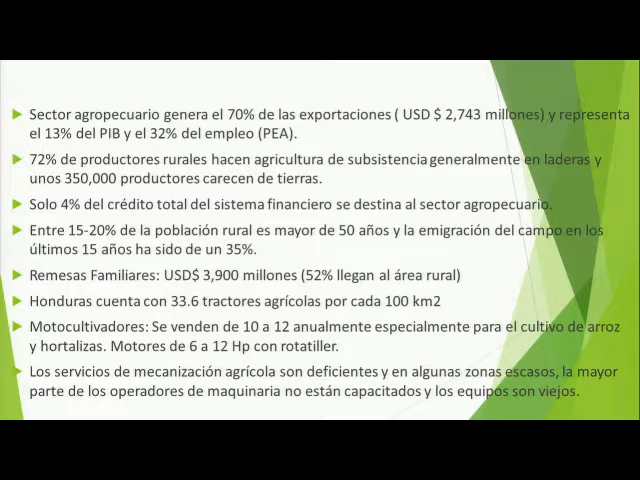 Sector agropecuario genera el 70% de las exportaciones ( USD $ 2,743 millones) y representa
el 13% del PIB y el 32% del empleo (PEA).
72% de productores rurales hacen agricultura de subsistencia generalmente en laderas y
unos 350,000 productores carecen de tierras.
Solo 4% del crédito total del sistema financiero se destina al sector agropecuario.
Entre 15-20% de la población rural es mayor de 50 años y la emigración del campo en los
últimos 15 años ha sido de un 35%.
Remesas Familiares: USD$ 3,900 millones (52% llegan al área rural)
Honduras cuenta con 33.6 tractores agrícolas por cada 100 km2
Motocultivadores: Se venden de 10 a 12 anualmente especialmente para el cultivo de arroz
y hortalizas. Motores de 6 a 12 Hp con rotatiller.
Los servicios de mecanización agrícola son deficientes y en algunas zonas escasos, la mayor
parte de los operadores de maquinaria no están capacitados y los equipos son viejos.